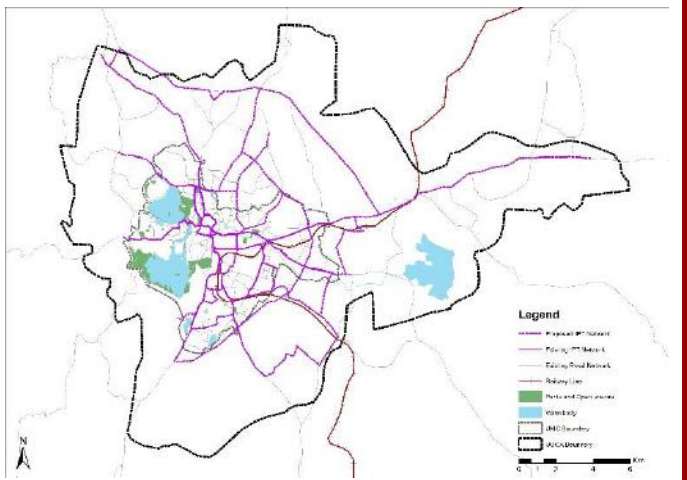 Legend
Proposed IPT Network
Existing IPT Network
Existing Road Network
Railway Line
Parks and Open
Waterbody
Boundary
Boundary
N
Km
0 1 2 4 6